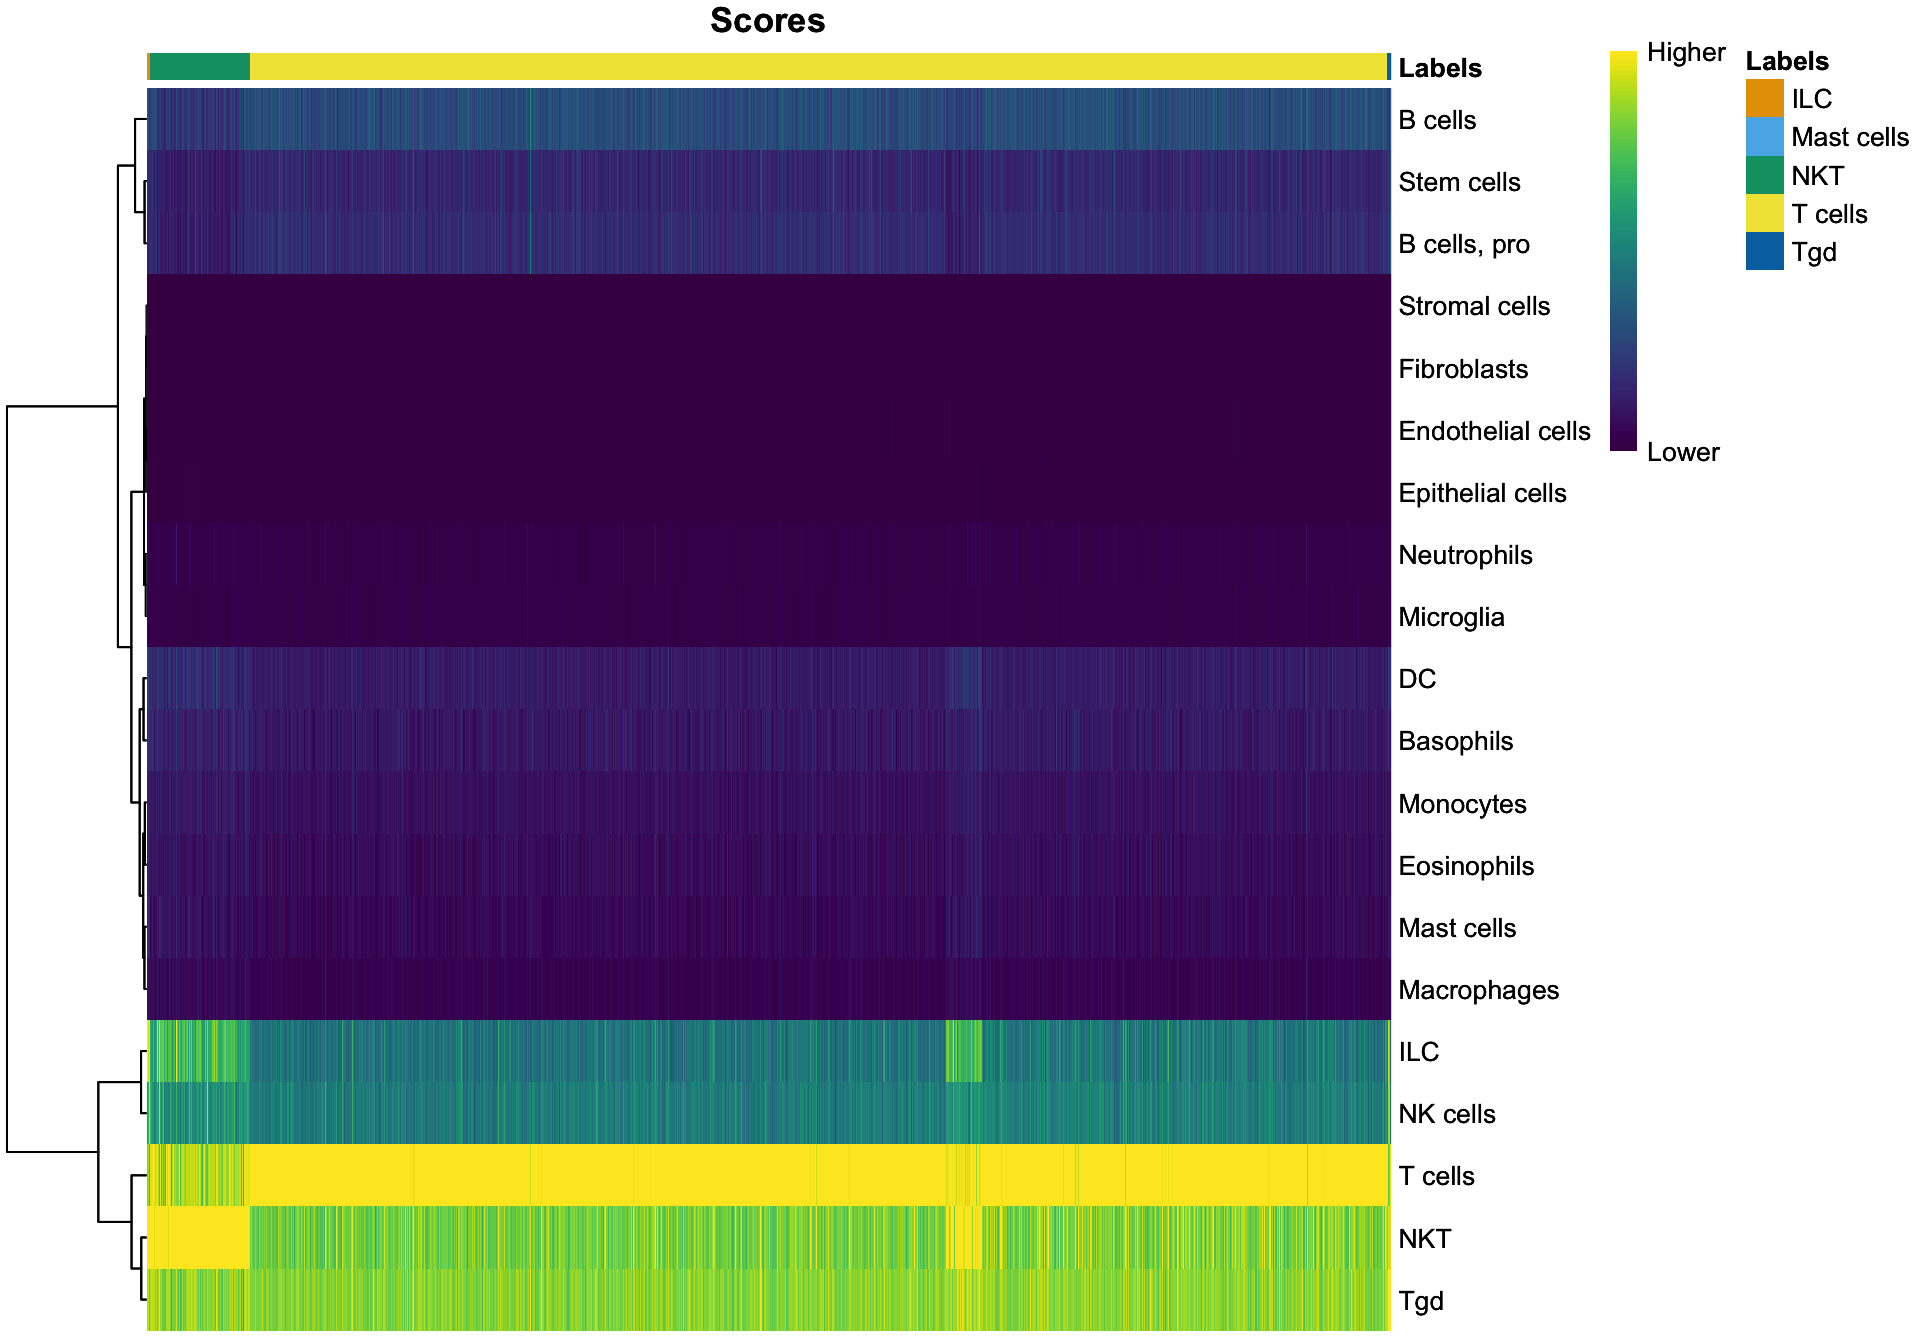 Scores
Labels
B cells
Stem cells
B cells, pro
Stromal cells
Fibroblasts
Endothelial cells
Epithelial cells
Neutrophils
Microglia
DC
Basophils
Monocytes
Eosinophils
Mast cells
Macrophages
ILC
NK cells
T cells
NKT
Tgd
Higher
Lower
Labels
ILC
Mast cells
NKT
T cells
Tgd